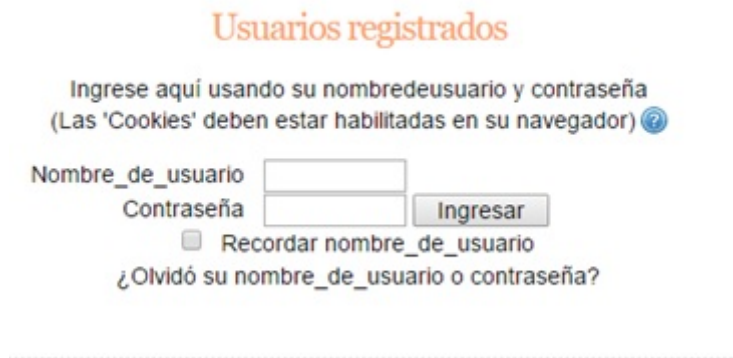 Usuarios registrados
Ingrese aquí usando su nombredeusuario y contraseña
(Las 'Cookies' deben estar habilitadas en su navegador) ?
Nombre_de_usuario
Contraseña Ingresar
Recordar nombre_de_usuario
¿Olvidó su nombre_de_usuario o contraseña?